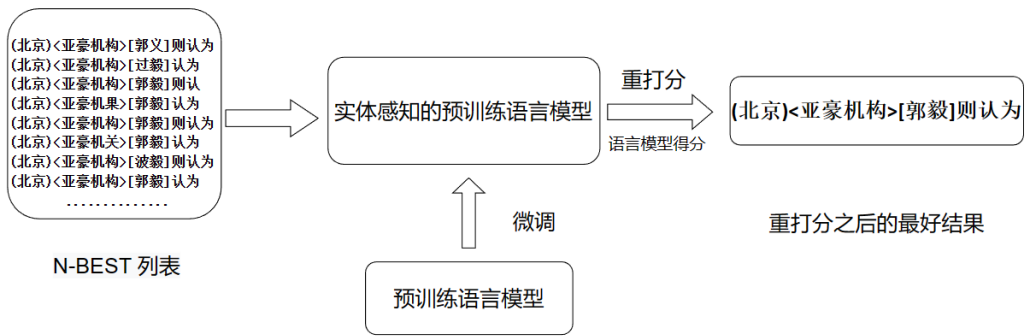 (北京)<亚豪机构>[郭义]则认为
(北京)<亚豪机构>[过毅]认为
(北京)<亚豪机构>[郭毅]则认
(北京)<亚豪机果>[郭毅]认为
(北京)<亚豪机构>[郭毅]则认为
(北京)<亚豪机关>[郭毅]认为
(北京)<亚豪机构>[波毅]则认为
(北京)<亚豪机构>[郭毅]认为
..............
N-BEST 列表
实体感知的预训练语言模型
微调
预训练语言模型
重打分
语言模型得分
(北京)<亚豪机构>[郭毅]则认为
重打分之后的最好结果